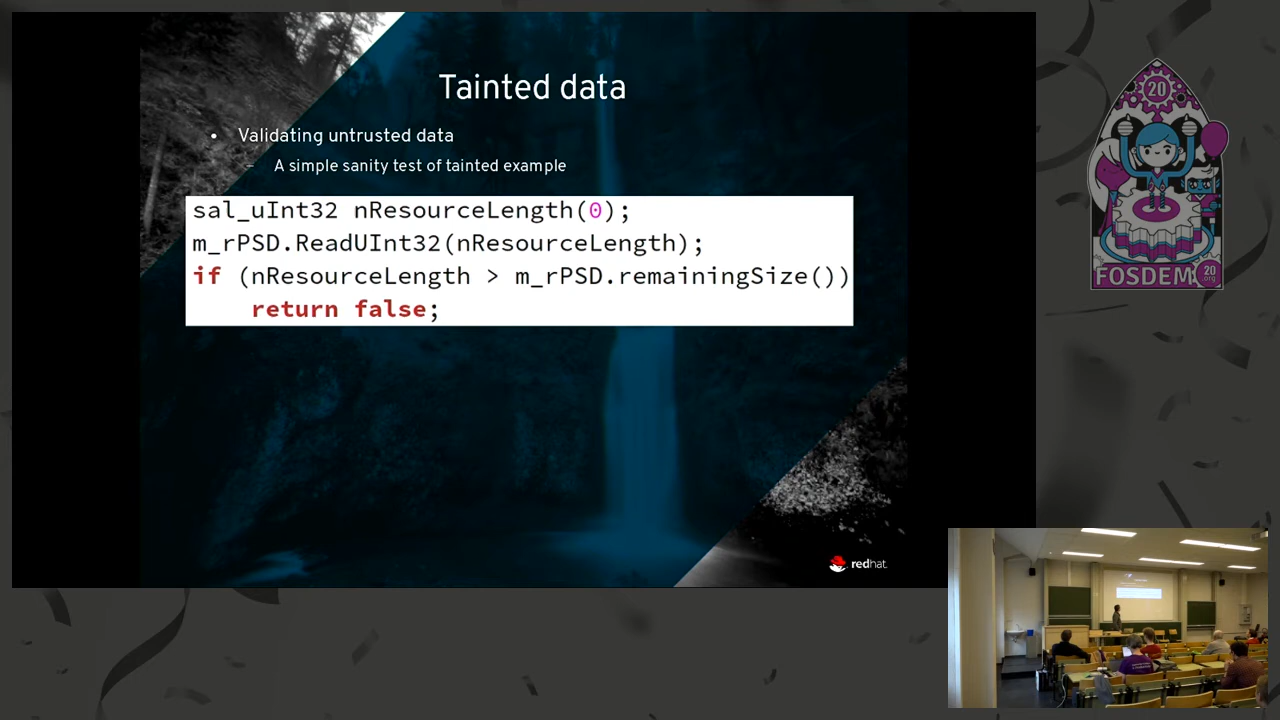 Tainted data
• Validating untrusted data
– A simple sanity test of tainted example
sal_uInt32 nResourceLength(0);
m_rPSD.ReadUInt32(nResourceLength);
if (nResourceLength > m_rPSD.remainingSize())
    return false;
redhat
20
FOSDEM
20
.org